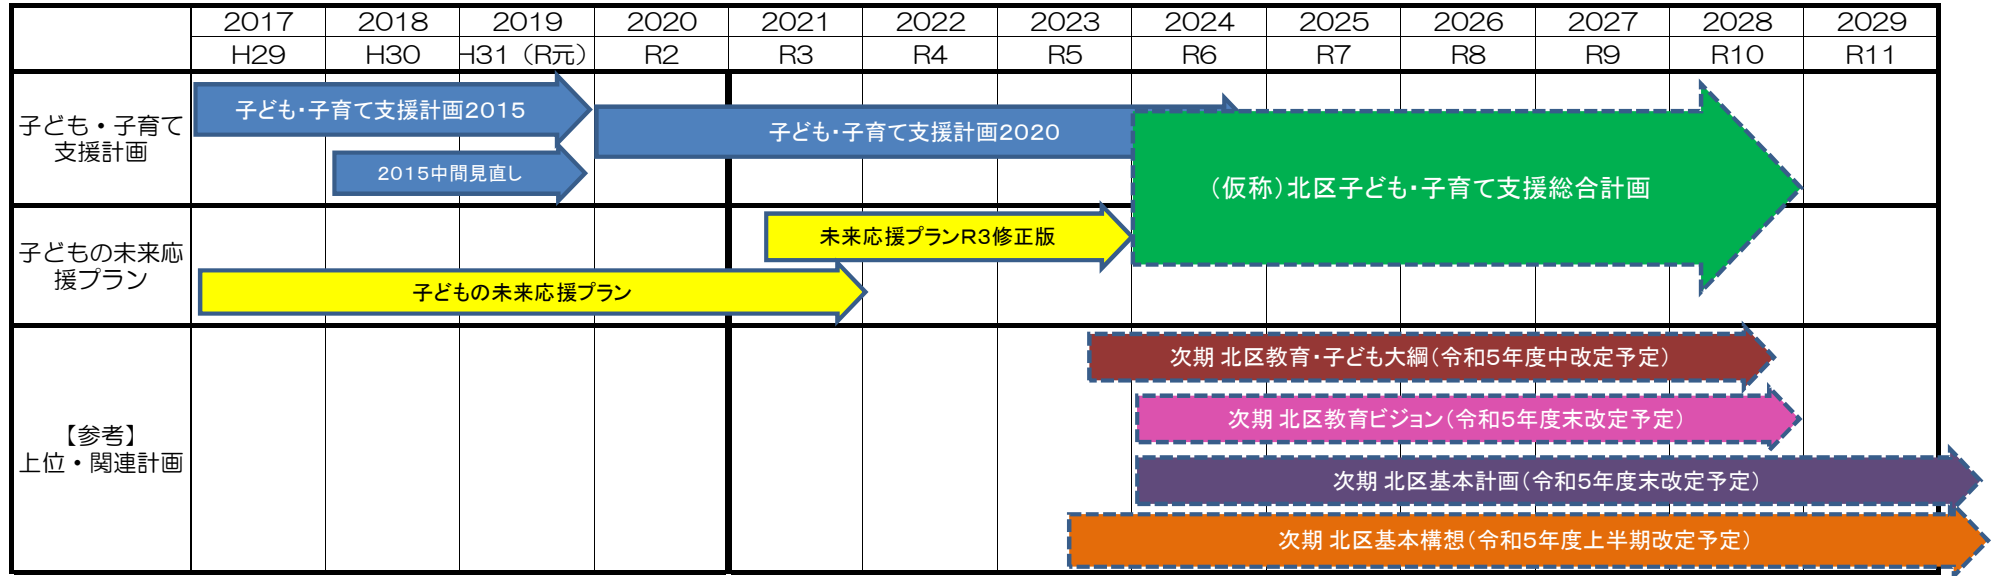 2017 2018 2019 2020 2021 2022 2023 2024 2025 2026 2027 2028 2029
H29 H30 H31（R元） R2 R3 R4 R5 R6 R7 R8 R9 R10 R11
子ども・子育て
支援計画
子ども・子育て支援計画2015
子ども・子育て支援計画2020
2015中間見直し
（仮称）北区子ども・子育て支援総合計画
子どもの未来応
援プラン
未来応援プランR3修正版
子どもの未来応援プラン
【参考】
上位・関連計画
次期 北区教育・子ども大綱（令和5年度中改定予定）
次期 北区教育ビジョン（令和5年度末改定予定）
次期 北区基本計画（令和5年度末改定予定）
次期 北区基本構想（令和5年度上半期改定予定）